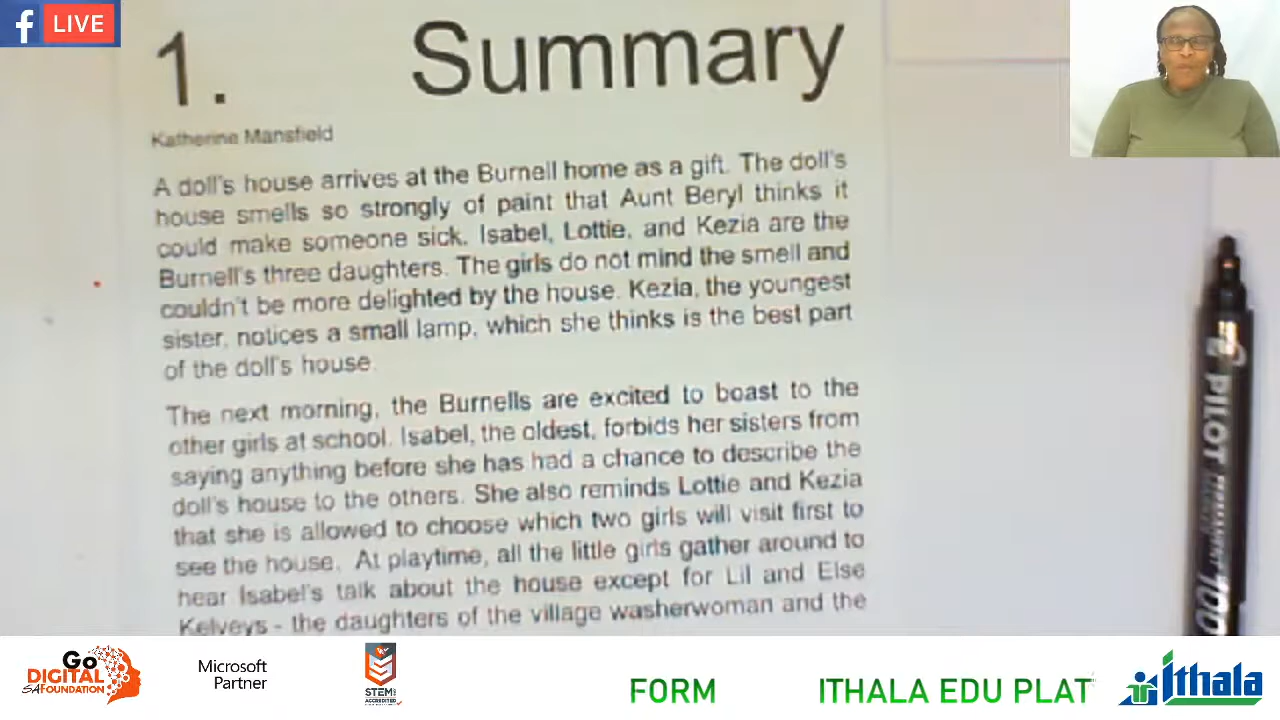 f LIVE
1. Summary
Katherine Mansfield
A doll's house arrives at the Burnell home as a gift. The doll's
house smells so strongly of paint that Aunt Beryl thinks it
could make someone sick. Isabel, Lottie, and Kezia are the
Burnell's three daughters. The girls do not mind the smell and
couldn't be more delighted by the house. Kezia, the youngest
sister, notices a small lamp, which she thinks is the best part
of the doll's house.
The next morning, the Burnells are excited to boast to the
other girls at school. Isabel, the oldest, forbids her sisters from
saying anything before she has had a chance to describe the
doll's house to the others. She also reminds Lottie and Kezia
that she is allowed to choose which two girls will visit first to
see the house. At playtime, all the little girls gather around to
hear Isabel's talk about the house except for Lil and Else
Kelveys - the daughters of the village washerwoman and the
PILOT
100
Go
DIGITAL
SA FOUNDATION
Microsoft
Partner
STEM
FORM ITHALA EDU PLAT
Ithala